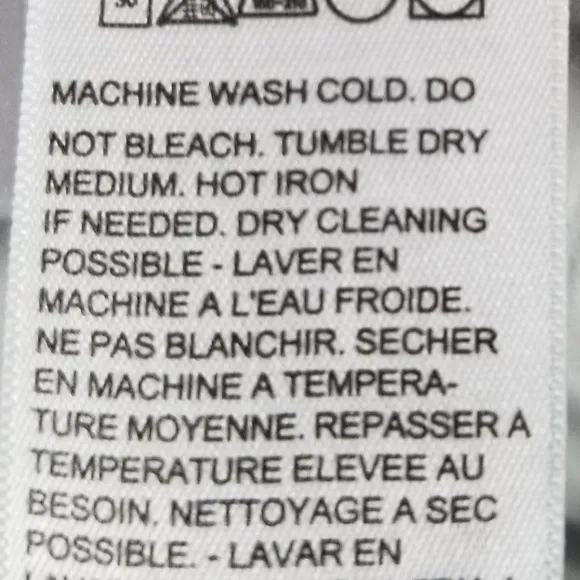 30
MACHINE WASH COLD. DO
NOT BLEACH. TUMBLE DRY
MEDIUM. HOT IRON
IF NEEDED. DRY CLEANING
POSSIBLE - LAVER EN
MACHINE A L'EAU FROIDE.
NE PAS BLANCHIR. SECHER
EN MACHINE A TEMPERA-
TURE MOYENNE. REPASSER A
TEMPERATURE ELEVEE AU
BESOIN. NETTOYAGE A SEC
POSSIBLE. - LAVAR EN